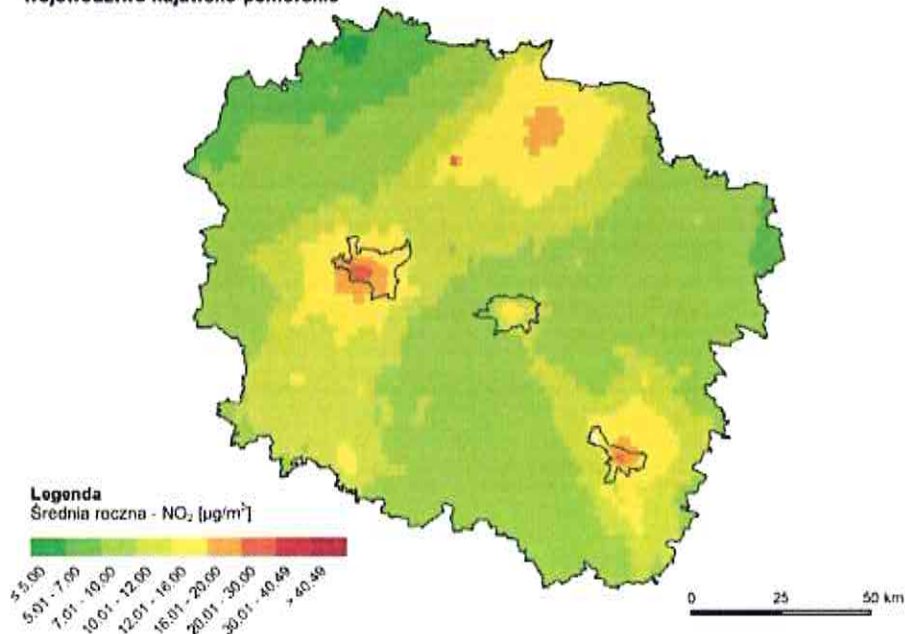 Legenda
Średnia roczna - NO₂ [µg/m³]
≤ 5.00
5.01 - 7.00
7.01 - 10.00
10.01 - 12.00
12.01 - 16.00
16.01 - 20.00
20.01 - 30.00
30.01 - 40.49
> 40.49
0 25 50 km